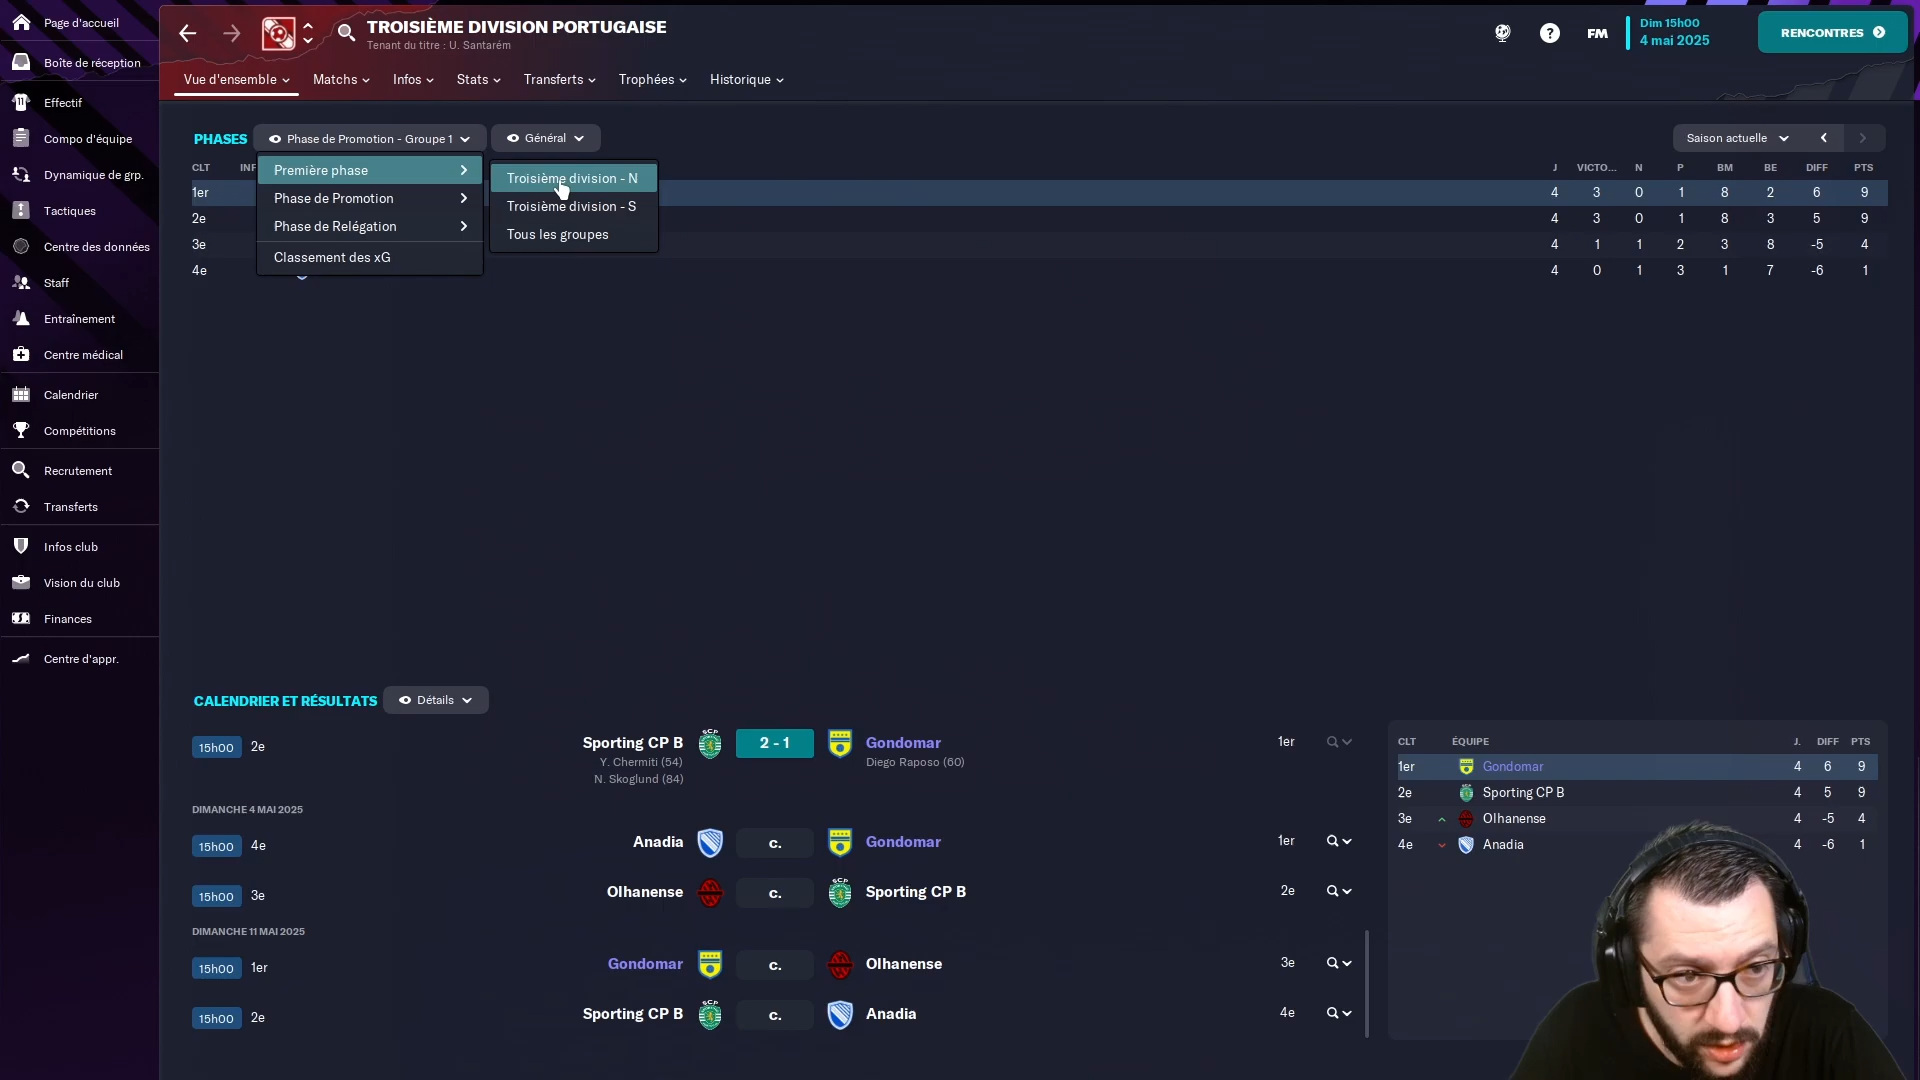 Page d'accueil
Boîte de réception
Effectif
Compo d'équipe
Dynamique de grp.
Tactiques
Centre des données
Staff
Entraînement
Centre médical
Calendrier
Compétitions
Recrutement
Transferts
Infos club
Vision du club
Finances
Centre d'appr.
TROISIÈME DIVISION PORTUGAISE
Tenant du titre : U. Santarém
FM
Dim 15h00
4 mai 2025
RENCONTRES
Vue d'ensemble Matchs Infos Stats Transferts Trophées Historique
PHASES Phase de Promotion - Groupe 1 Général Saison actuelle
CLT INF J VICTO... N P BM BE DIFF PTS
1er 4 3 0 1 8 2 6 9
2e 4 3 0 1 8 3 5 9
3e 4 1 1 2 3 8 -5 4
4e 4 0 1 3 1 7 -6 1
Première phase
Phase de Promotion
Phase de Relégation
Classement des xG
Troisième division - N
Troisième division - S
Tous les groupes
CALENDRIER ET RÉSULTATS Détails
15h00 2e Sporting CP B 2 - 1 Gondomar 1er
Y. Chermiti (54) Diego Raposo (60)
N. Skoglund (84)
DIMANCHE 4 MAI 2025
15h00 4e Anadia c. Gondomar 1er
15h00 3e Olhanense c. Sporting CP B 2e
DIMANCHE 11 MAI 2025
15h00 1er Gondomar c. Olhanense 3e
15h00 2e Sporting CP B c. Anadia 4e
CLT ÉQUIPE J. DIFF PTS
1er Gondomar 4 6 9
2e Sporting CP B 4 5 9
3e Olhanense 4 -5 4
4e Anadia 4 -6 1